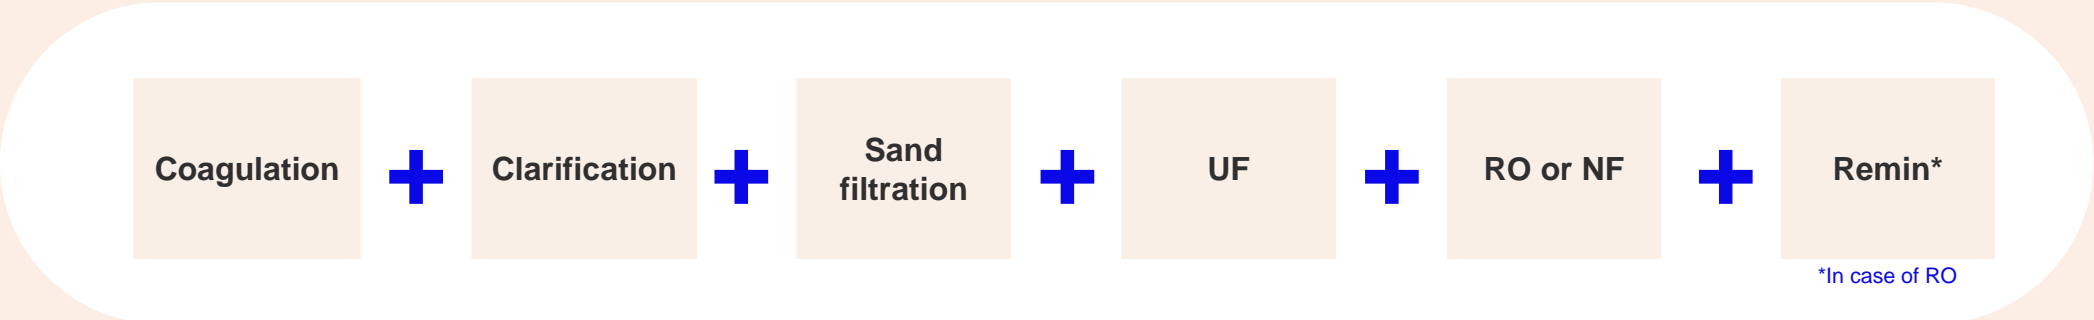 Coagulation
Clarification
Sand
filtration
UF
RO or NF
Remin*
*In case of RO